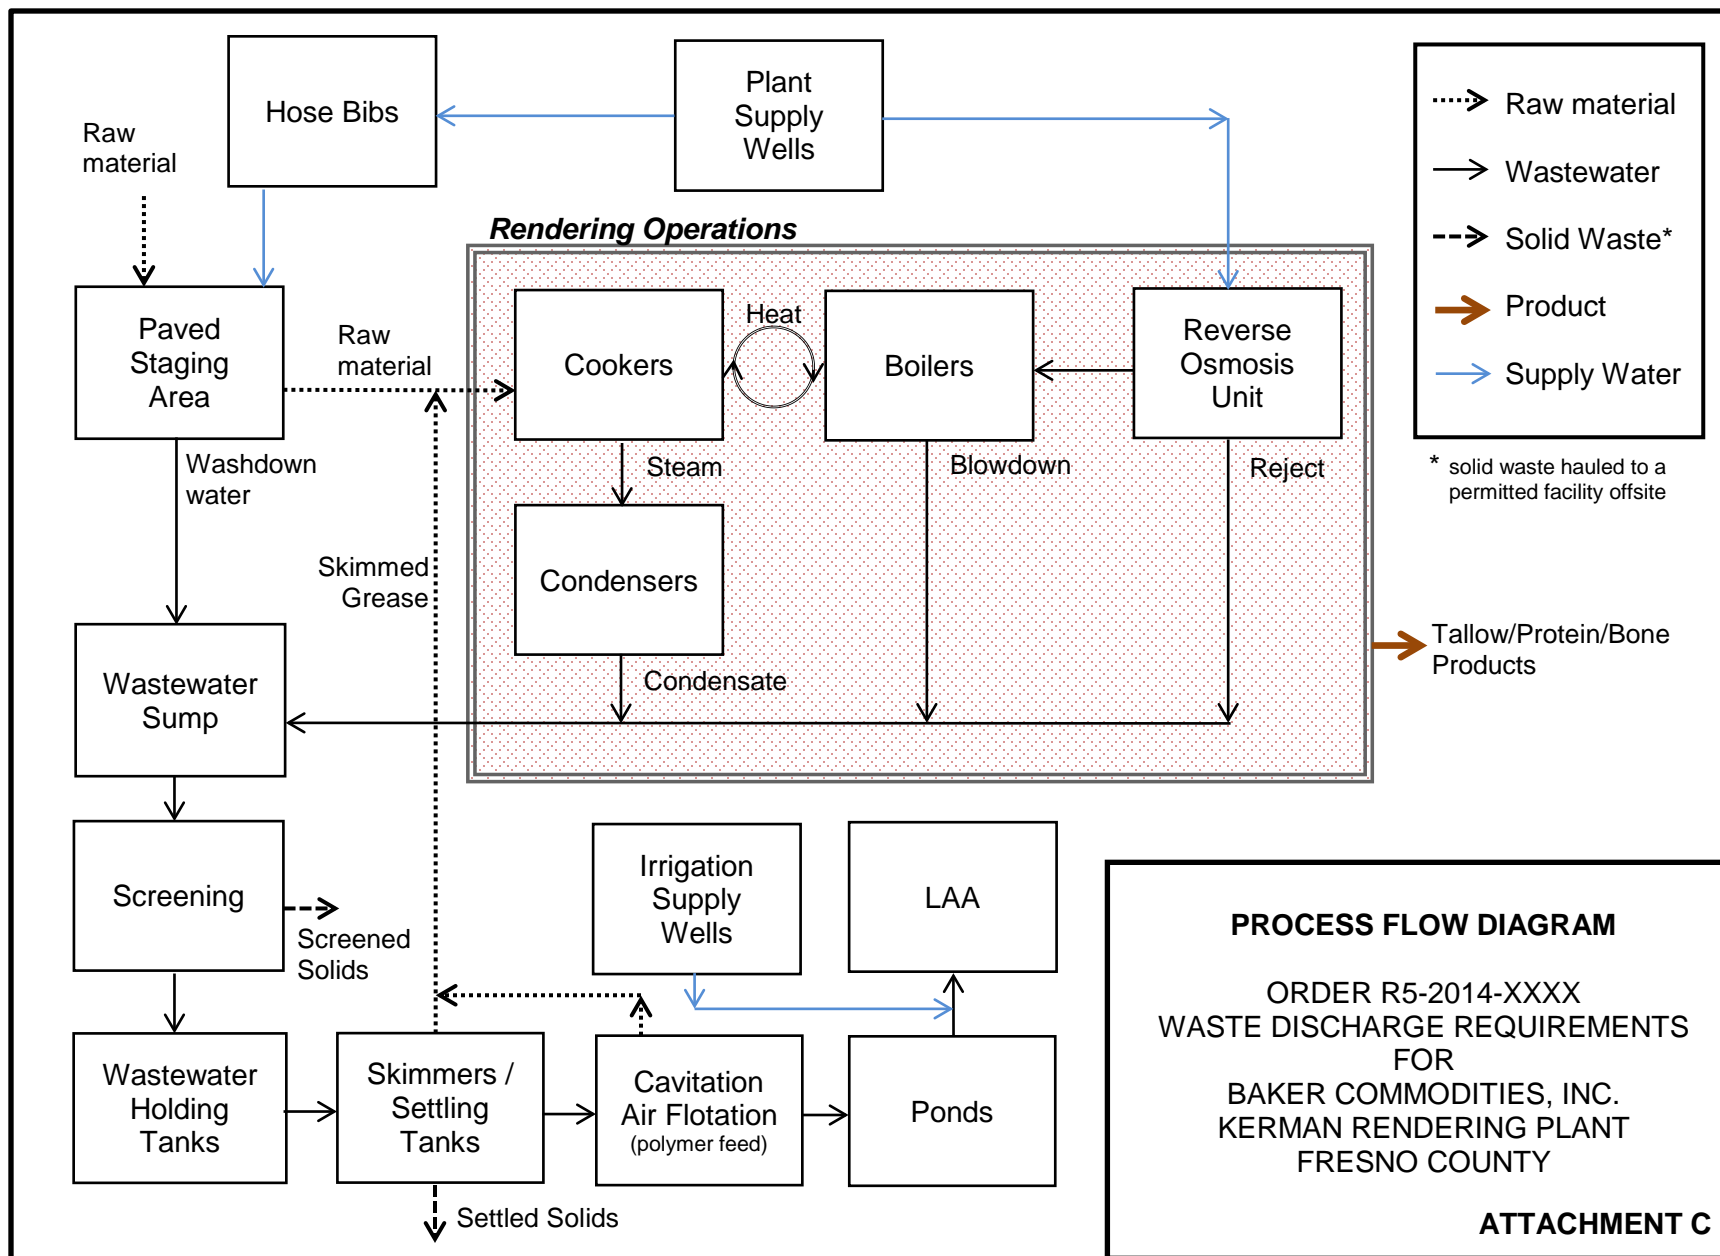 Hose Bibs
Plant
Supply
Wells
Raw
material
Raw material
Wastewater
Solid Waste*
Product
Supply Water
* solid waste hauled to a
permitted facility offsite
Rendering Operations
Paved
Staging
Area
Raw
material
Cookers
Heat
Boilers
Reverse
Osmosis
Unit
Washdown
water
Steam
Blowdown
Reject
Skimmed
Grease
Condensers
Condensate
Tallow/Protein/Bone
Products
Wastewater
Sump
Screening
Screened
Solids
Irrigation
Supply
Wells
LAA
Wastewater
Holding
Tanks
Skimmers /
Settling
Tanks
Cavitation
Air Flotation
(polymer feed)
Ponds
Settled Solids
PROCESS FLOW DIAGRAM
ORDER R5-2014-XXXX
WASTE DISCHARGE REQUIREMENTS
FOR
BAKER COMMODITIES, INC.
KERMAN RENDERING PLANT
FRESNO COUNTY
ATTACHMENT C